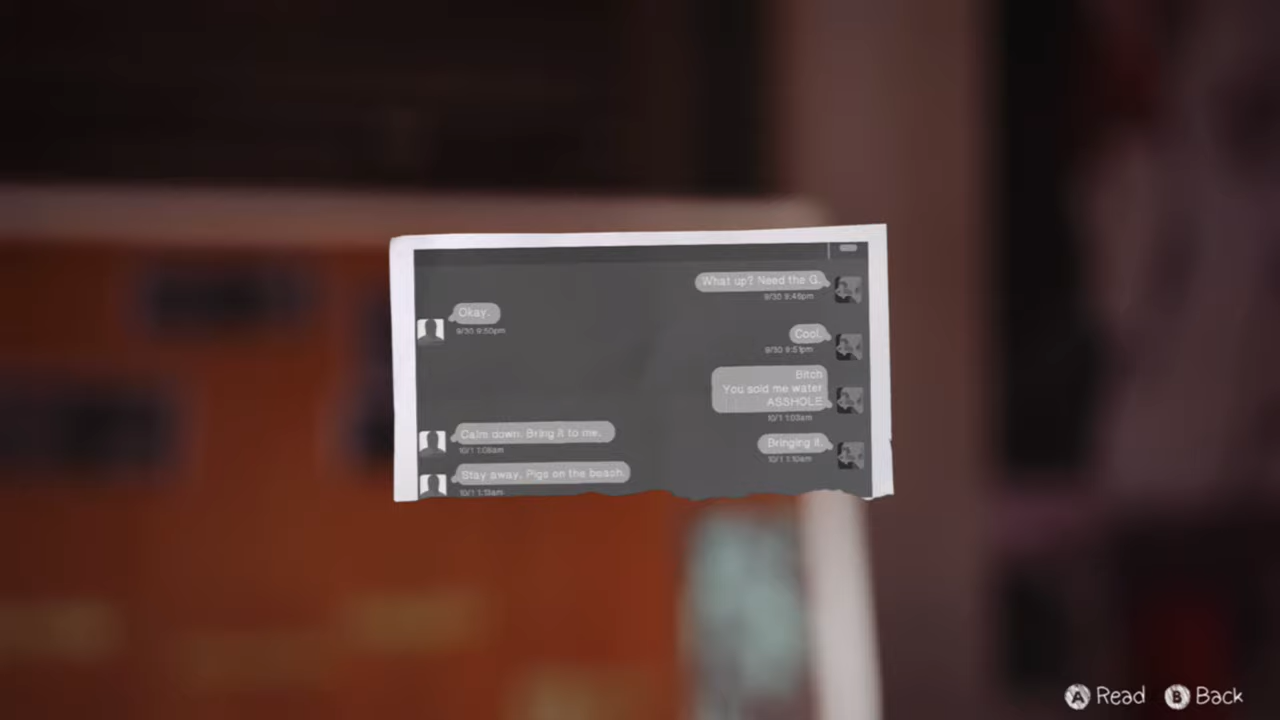 What up? Need the G.
9/30 9:46pm
Okay.
9/30 9:50pm
Cool.
9/30 9:51pm
Bitch
You sold me water
ASSHOLE
10/1 1:03am
Calm down. Bring it to me.
10/1 1:08am
Bringing it.
10/1 1:10am
Stay away. Pigs on the beach.
10/1 1:13am
A Read B Back